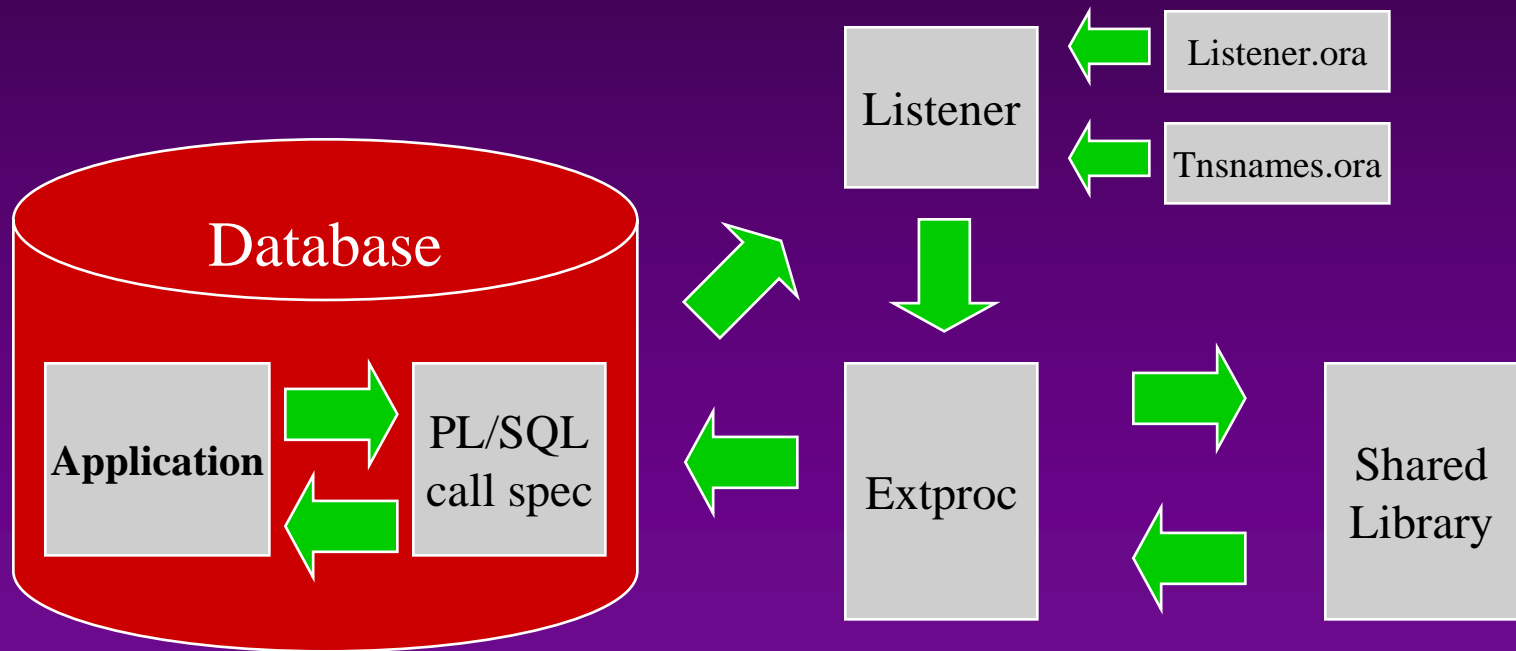 Listener.ora
Listener
Tnsnames.ora
Database
Application
PL/SQL
call spec
Extproc
Shared
Library